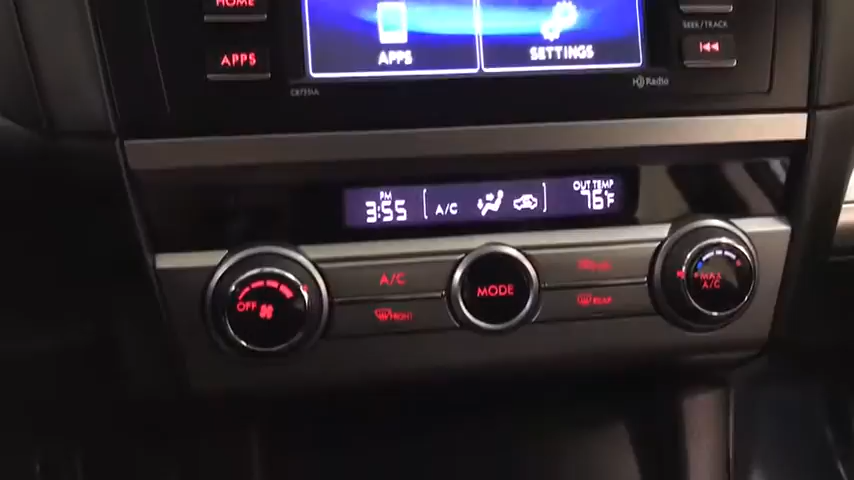 HOME
APPS
APPS
SETTINGS
SEEK/TRACK
HD Radio
PM
3:55
A/C
OUT TEMP
76°F
OFF
A/C
FRONT
MODE
REAR
MAX
A/C